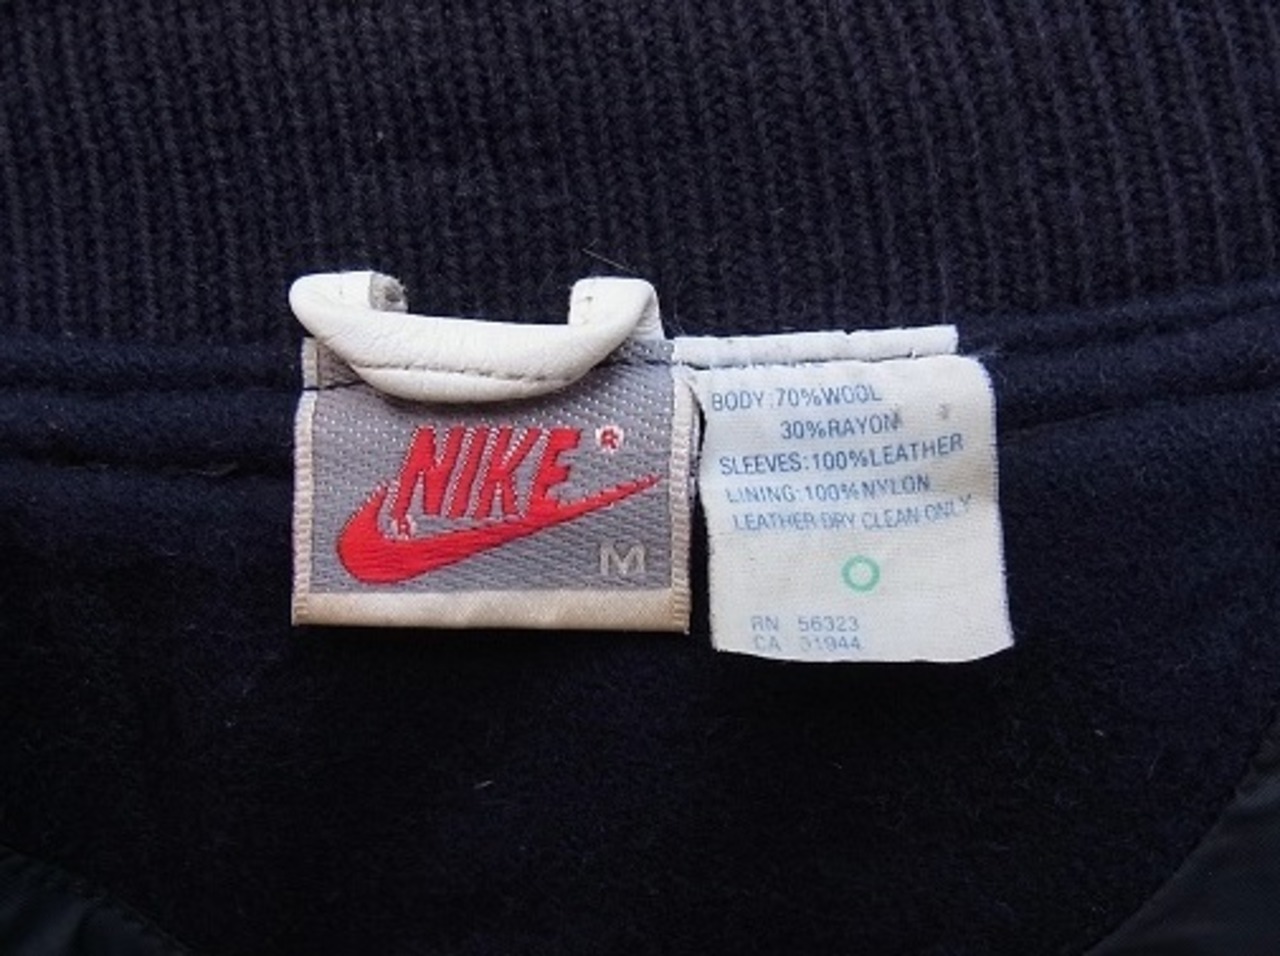 NIKE ®
®
M
BODY:70%WOOL
30%RAYON
SLEEVES:100%LEATHER
LINING:100%NYLON
LEATHER DRY CLEAN ONLY
RN 56323
CA 31944